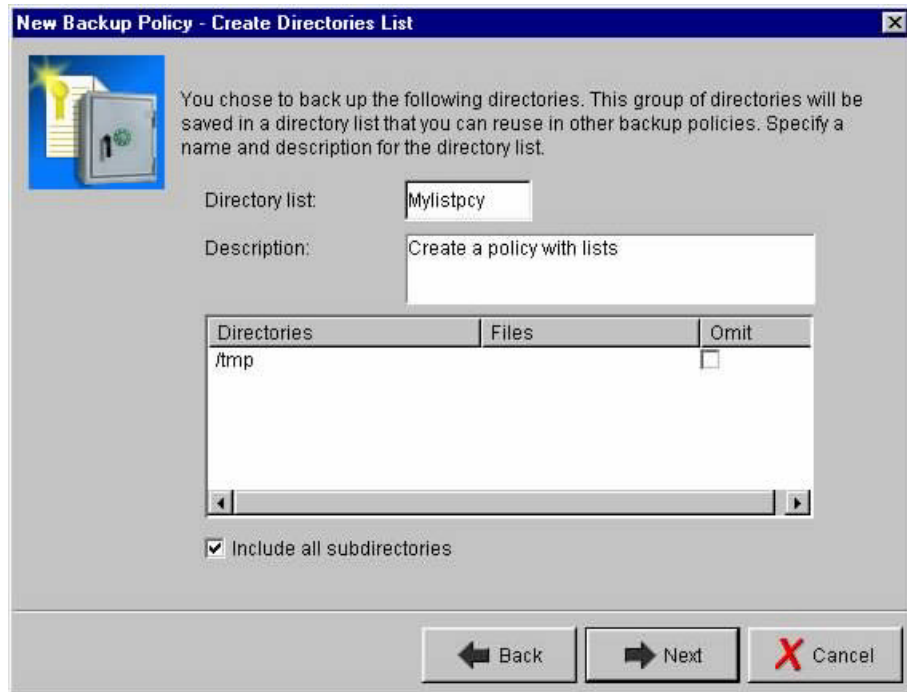 New Backup Policy - Create Directories List
You chose to back up the following directories. This group of directories will be
saved in a directory list that you can reuse in other backup policies. Specify a
name and description for the directory list.
Directory list: Mylistpcy
Description: Create a policy with lists
Directories Files Omit
/tmp
Include all subdirectories
Back Next Cancel